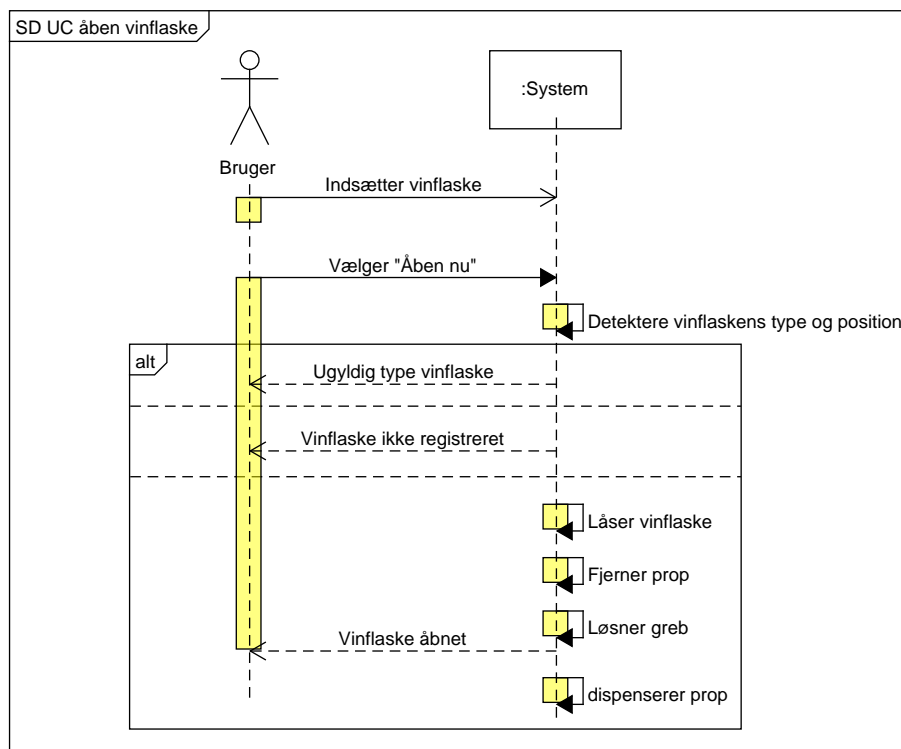 SD UC åben vinflaske
:System
Bruger
Indsætter vinflaske
Vælger "Åben nu"
Detektere vinflaskens type og position
alt
Ugyldig type vinflaske
Vinflaske ikke registreret
Låser vinflaske
Fjerner prop
Løsner greb
Vinflaske åbnet
dispenserer prop